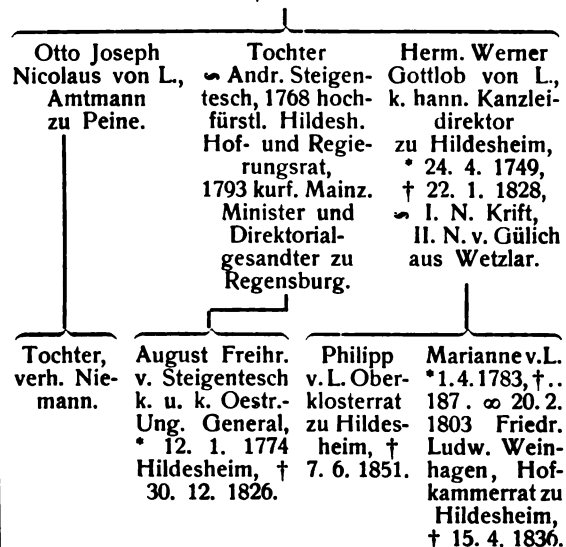 Otto Joseph
Nicolaus von L.,
Amtmann
zu Peine.
Tochter
∞ Andr. Steigen-
tesch, 1768 hoch-
fürstl. Hildesh.
Hof- und Regie-
rungsrat,
1793 kurf. Mainz.
Minister und
Direktorial-
gesandter zu
Regensburg.
Herm. Werner
Gottlob von L.,
k. hann. Kanzlei-
direktor
zu Hildesheim,
* 24. 4. 1749,
† 22. 1. 1828,
∞ I. N. Krift,
II. N. v. Gülich
aus Wetzlar.
Tochter,
verh. Nie-
mann.
August Freihr.
v. Steigentesch
k. u. k. Oestr.-
Ung. General,
* 12. 1. 1774
Hildesheim, †
30. 12. 1826.
Philipp
v. L. Ober-
klosterrat
zu Hildes-
heim, †
7. 6. 1851.
Marianne v. L.
*1. 4. 1783, †..
187. ∞ 20. 2.
1803 Friedr.
Ludw. Wein-
hagen, Hof-
kammerrat zu
Hildesheim,
† 15. 4. 1836.